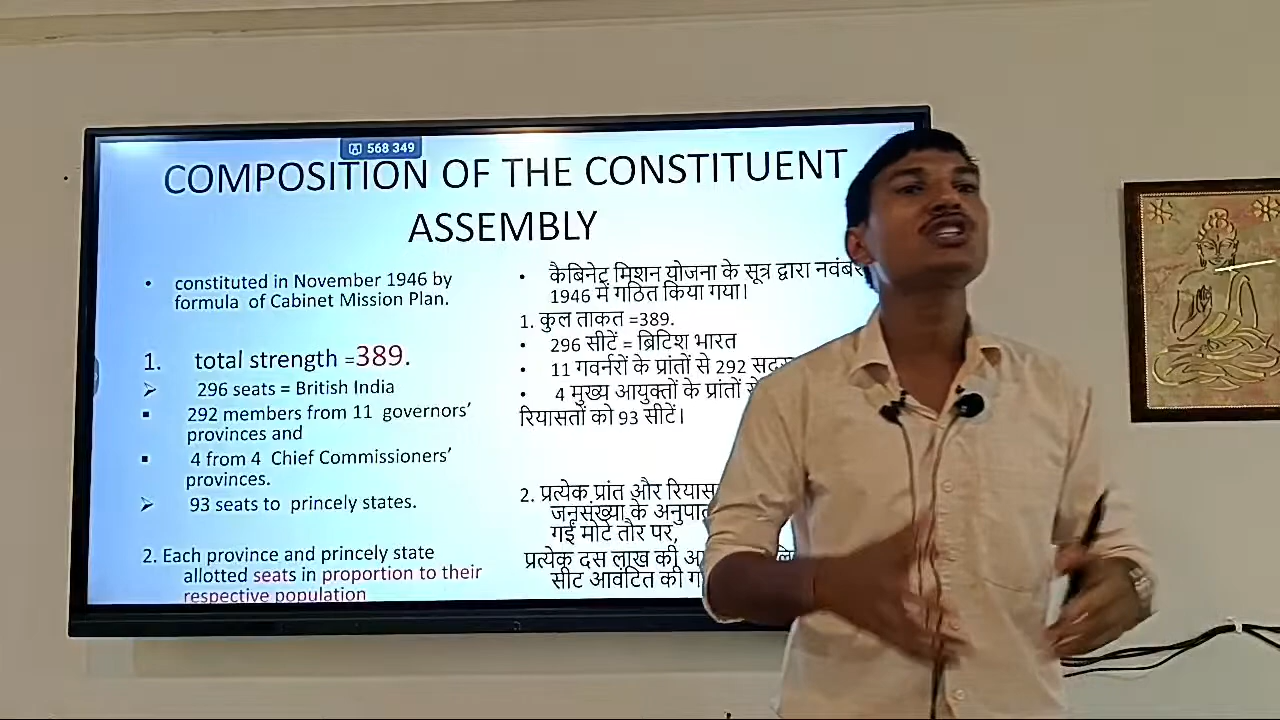 568 349
COMPOSITION OF THE CONSTITUENT
ASSEMBLY
• constituted in November 1946 by
formula of Cabinet Mission Plan.
1. total strength =389.
➢ 296 seats = British India
▪ 292 members from 11 governors’
provinces and
▪ 4 from 4 Chief Commissioners’
provinces.
➢ 93 seats to princely states.
2. Each province and princely state
allotted seats in proportion to their
respective population
• कैबिनेट मिशन योजना के सूत्र द्वारा नवंबर
1946 में गठित किया गया।
1. कुल ताकत =389.
• 296 सीटें = ब्रिटिश भारत
• 11 गवर्नरों के प्रांतों से 292
• 4 मुख्य आयुक्तों के प्रांतों
रियासतों को 93 सीटें।
2. प्रत्येक प्रांत और
जनसंख्या के
गईं मोटे तौर पर,
प्रत्येक दस लाख की
सीट आवंटित की